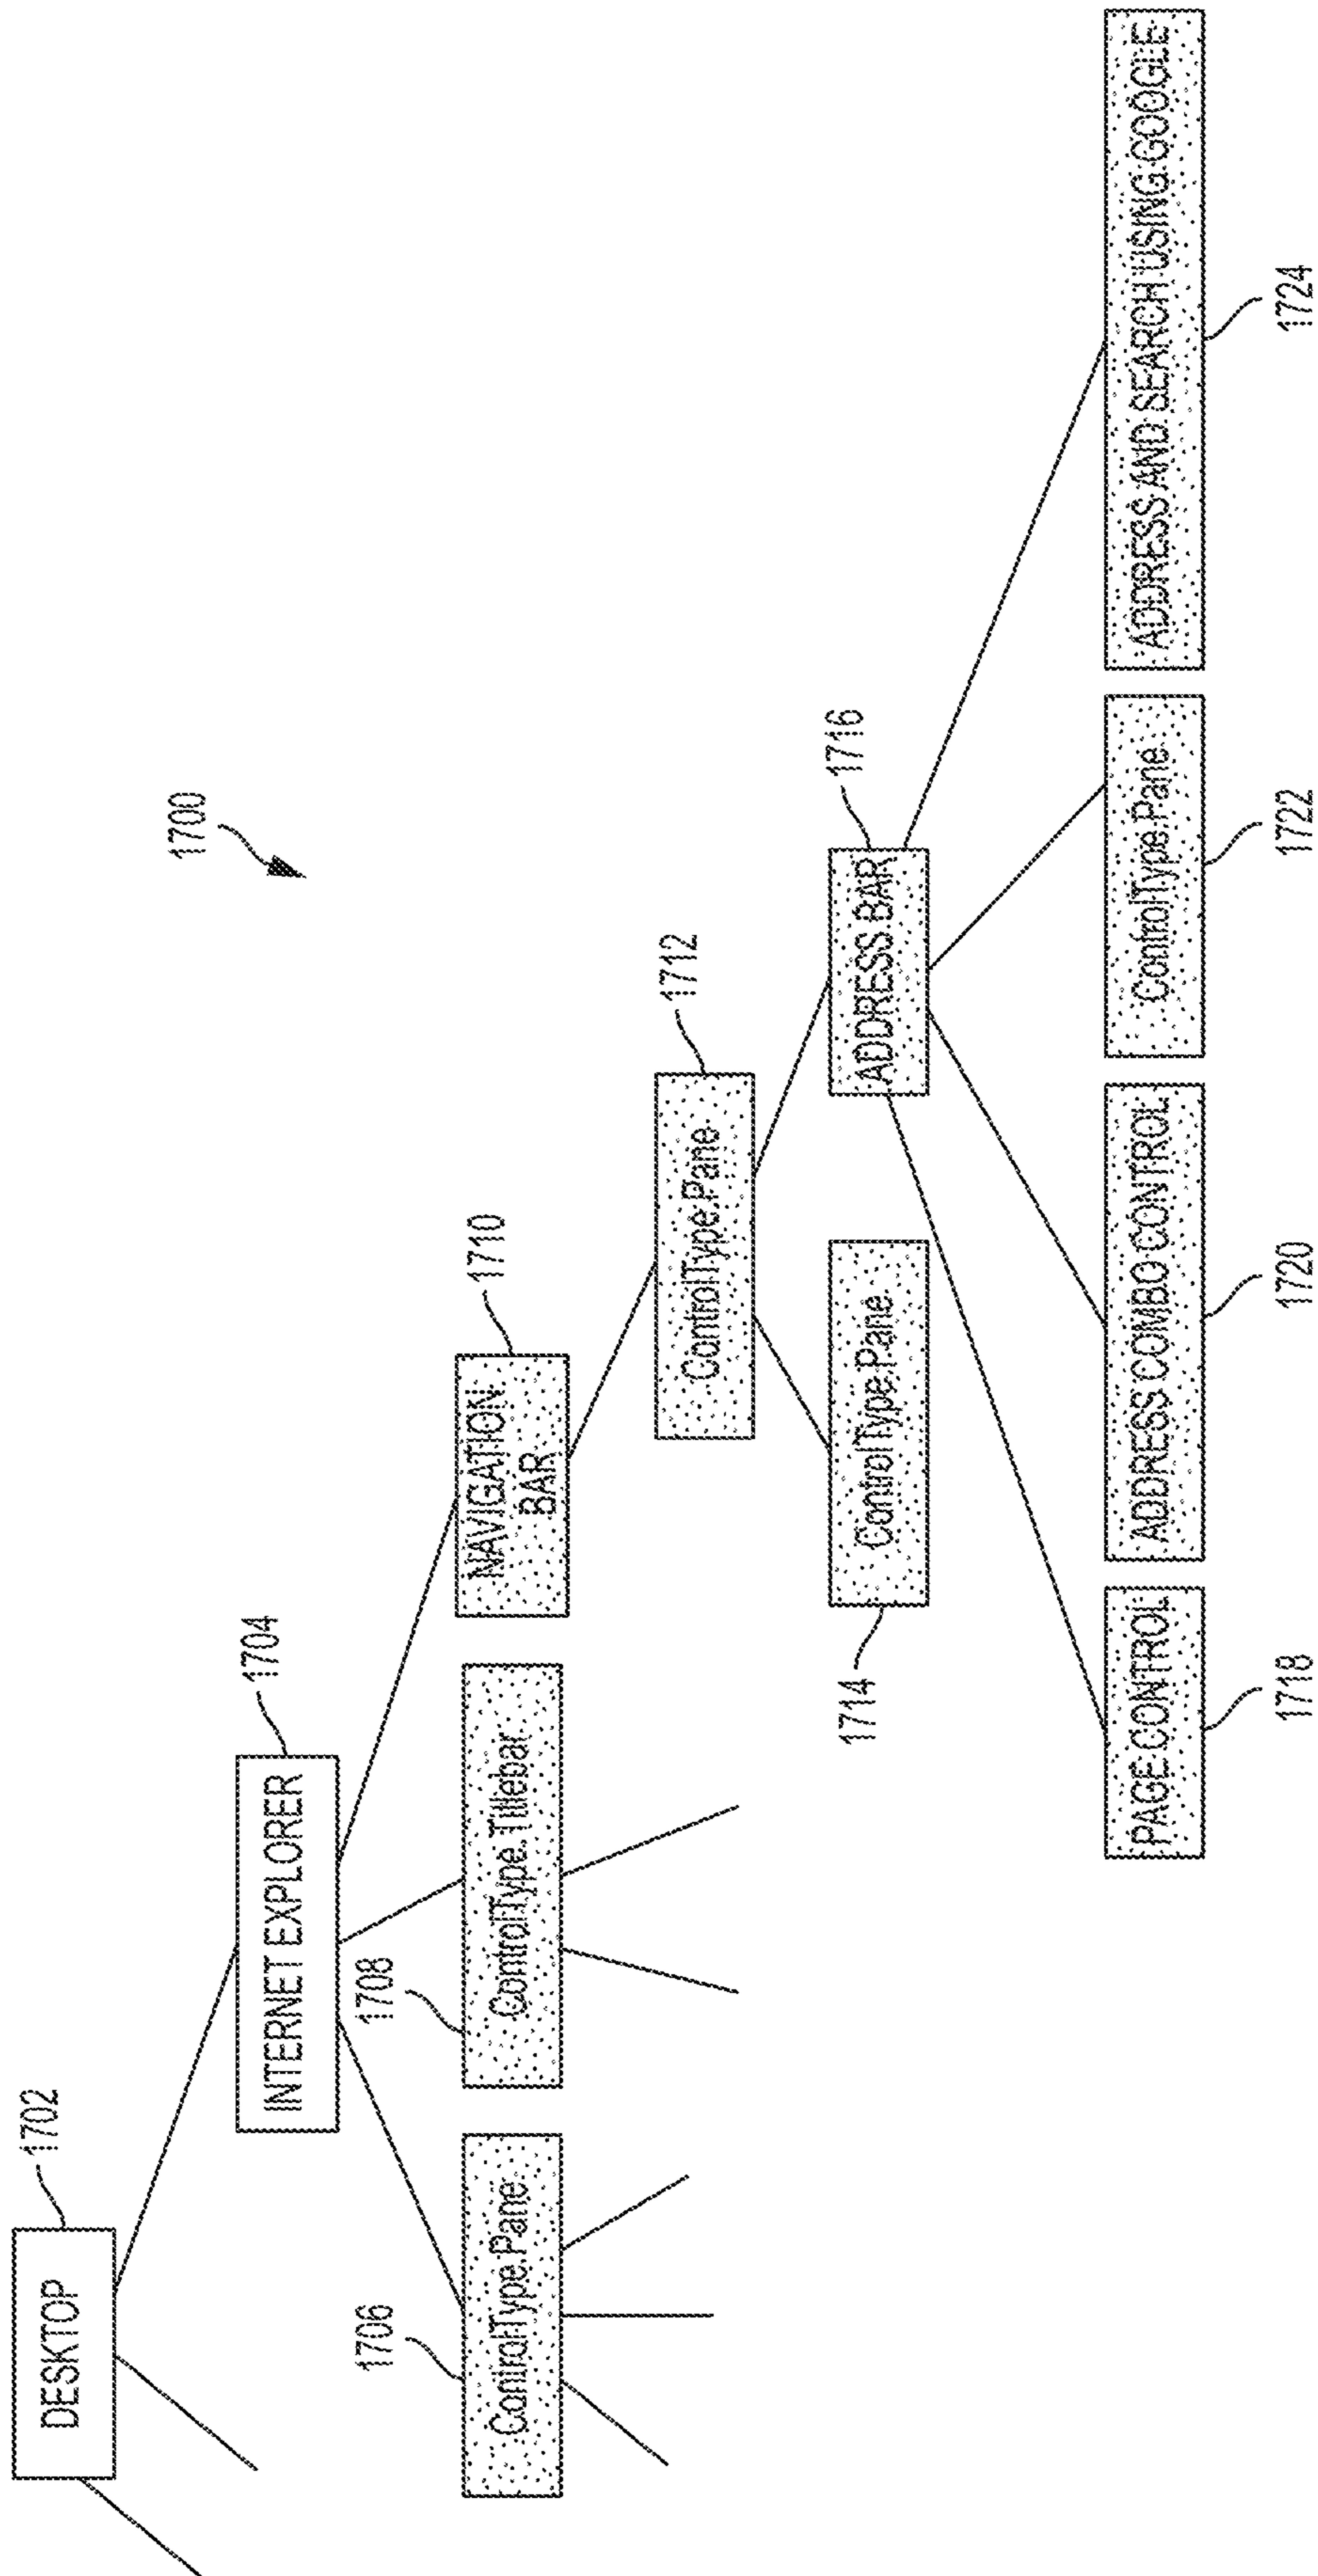 1700
DESKTOP
1702
INTERNET EXPLORER
1704
1706
ControlType.Pane
1708
ControlType.Titlebar
NAVIGATION
BAR
1710
ControlType.Pane
1712
1714
ControlType.Pane
ADDRESS BAR
1716
PAGE CONTROL
1718
ADDRESS COMBO CONTROL
1720
ControlType.Pane
1722
ADDRESS AND SEARCH USING GOOGLE
1724